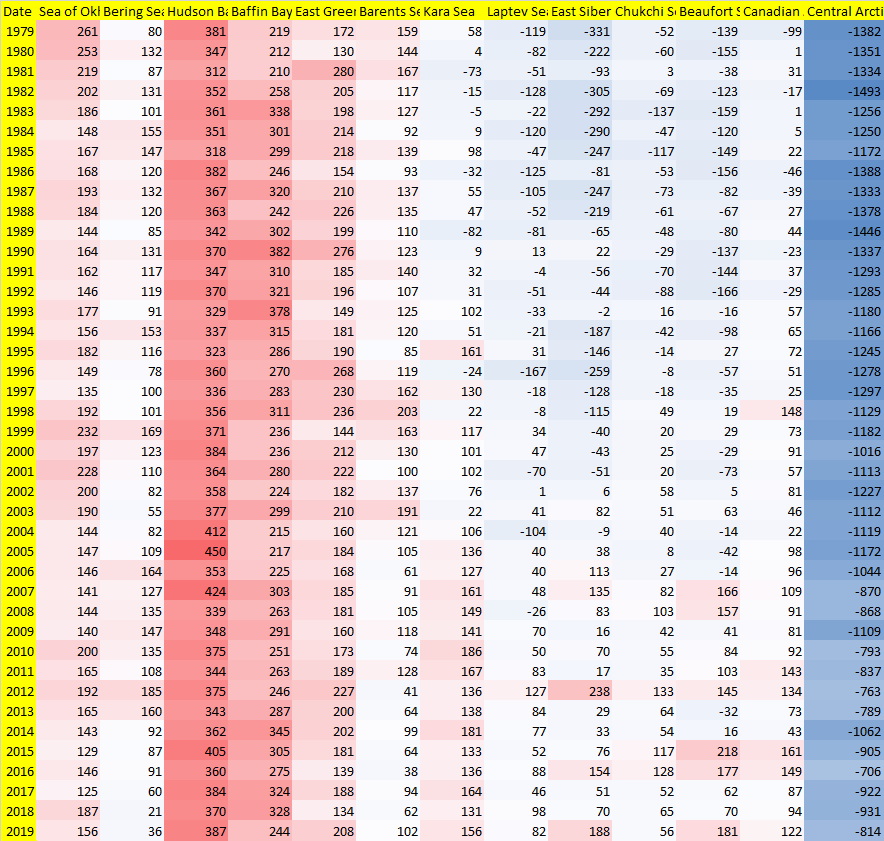 Date Sea of Okl Bering Sea Hudson Ba Baffin Bay East Green Barents Se Kara Sea Laptev Sea East Siber Chukchi Se Beaufort S Canadian Central Arcti
1979 261 80 381 219 172 159 58 -119 -331 -52 -139 -99 -1382
1980 253 132 347 212 130 144 4 -82 -222 -60 -155 1 -1351
1981 219 87 312 210 280 167 -73 -51 -93 3 -38 31 -1334
1982 202 131 352 258 205 117 -15 -128 -305 -69 -123 -17 -1493
1983 186 101 361 338 198 127 -5 -22 -292 -137 -159 1 -1256
1984 148 155 351 301 214 92 9 -120 -290 -47 -120 5 -1250
1985 167 147 318 299 218 139 98 -47 -247 -117 -149 22 -1172
1986 168 120 382 246 154 93 -32 -125 -81 -53 -156 -46 -1388
1987 193 132 367 320 210 137 55 -105 -247 -73 -82 -39 -1333
1988 184 120 363 242 226 135 47 -52 -219 -61 -67 27 -1378
1989 144 85 342 302 199 110 -82 -81 -65 -48 -80 44 -1446
1990 164 131 370 382 276 123 9 13 22 -29 -137 -23 -1337
1991 162 117 347 310 185 140 32 -4 -56 -70 -144 37 -1293
1992 146 119 370 321 196 107 31 -51 -44 -88 -166 -29 -1285
1993 177 91 329 378 149 125 102 -33 -2 16 -16 57 -1180
1994 156 153 337 315 181 120 51 -21 -187 -42 -98 65 -1166
1995 182 116 323 286 190 85 161 31 -146 -14 27 72 -1245
1996 149 78 360 270 268 119 -24 -167 -259 -8 -57 51 -1278
1997 135 100 336 283 230 162 130 -18 -128 -18 -35 25 -1297
1998 192 101 356 311 236 203 22 -8 -115 49 19 148 -1129
1999 232 169 371 236 144 163 117 34 -40 20 29 73 -1182
2000 197 123 384 236 212 130 101 47 -43 25 -29 91 -1016
2001 228 110 364 280 222 100 102 -70 -51 20 -73 57 -1113
2002 200 82 358 224 182 137 76 1 6 58 5 81 -1227
2003 190 55 377 299 210 191 22 41 82 51 63 46 -1112
2004 144 82 412 215 160 121 106 -104 -9 40 -14 22 -1119
2005 147 109 450 217 184 105 136 40 38 8 -42 98 -1172
2006 146 164 353 225 168 61 127 40 113 27 -14 96 -1044
2007 141 127 424 303 185 91 161 48 135 82 166 109 -870
2008 144 135 339 263 181 105 149 -26 83 103 157 91 -868
2009 140 147 348 291 160 118 141 70 16 42 41 81 -1109
2010 200 135 375 251 173 74 186 50 70 55 84 92 -793
2011 165 108 344 263 189 128 167 83 17 35 103 143 -837
2012 192 185 375 246 227 41 136 127 238 133 145 134 -763
2013 165 160 343 287 200 64 138 84 29 64 -32 73 -789
2014 143 92 362 345 202 99 181 77 33 54 16 43 -1062
2015 129 87 405 305 181 64 133 52 76 117 218 161 -905
2016 146 91 360 275 139 38 136 88 154 128 177 149 -706
2017 125 60 384 324 188 94 164 46 51 52 62 87 -922
2018 187 21 370 328 134 62 131 98 70 65 70 94 -931
2019 156 36 387 244 208 102 156 82 188 56 181 122 -814